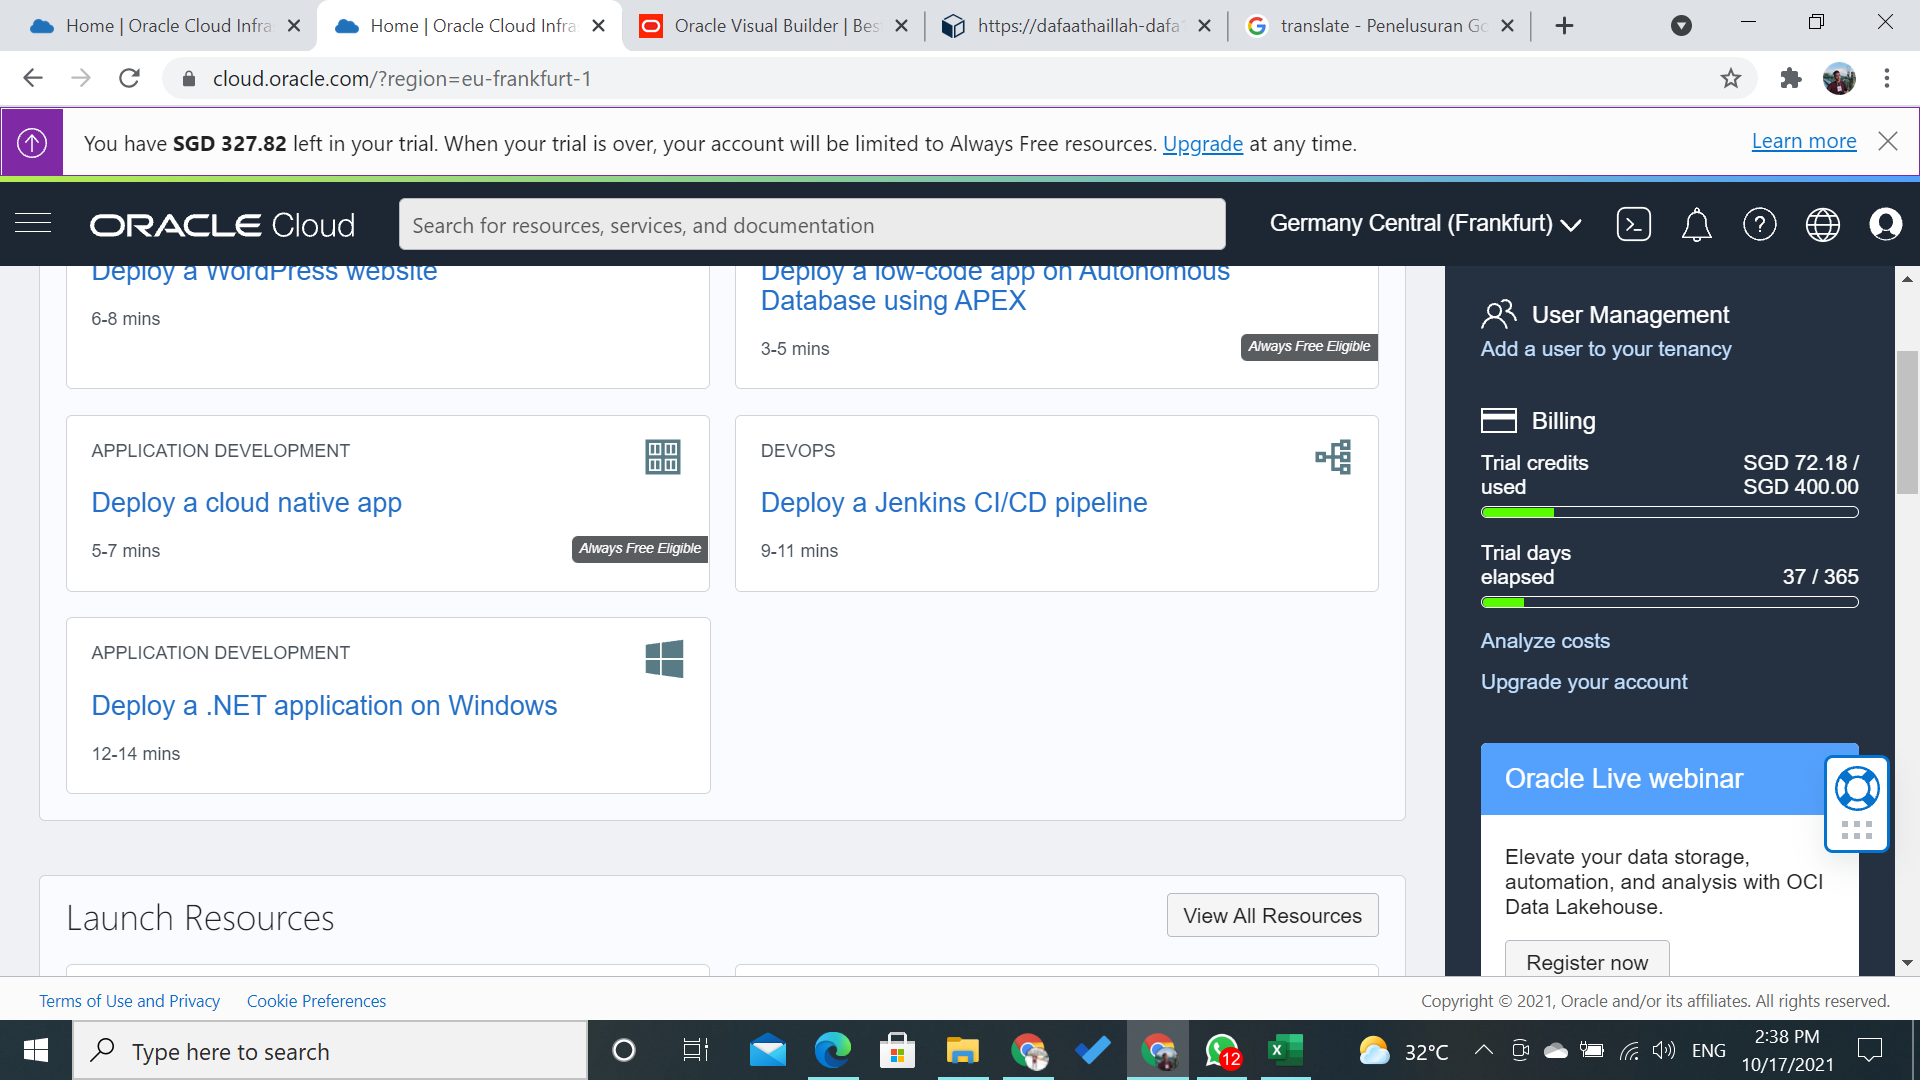 Home | Oracle Cloud Infra
Home | Oracle Cloud Infra
Oracle Visual Builder | Bes
https://dafaathaillah-dafa
translate - Penelusuran Go
cloud.oracle.com/?region=eu-frankfurt-1
You have SGD 327.82 left in your trial. When your trial is over, your account will be limited to Always Free resources. Upgrade at any time.
Learn more
ORACLE Cloud
Search for resources, services, and documentation
Germany Central (Frankfurt)
Deploy a WordPress website
6-8 mins
Deploy a low-code app on Autonomous
Database using APEX
3-5 mins
Always Free Eligible
APPLICATION DEVELOPMENT
Deploy a cloud native app
5-7 mins
Always Free Eligible
DEVOPS
Deploy a Jenkins CI/CD pipeline
9-11 mins
APPLICATION DEVELOPMENT
Deploy a .NET application on Windows
12-14 mins
Launch Resources
View All Resources
User Management
Add a user to your tenancy
Billing
Trial credits
used
SGD 72.18 /
SGD 400.00
Trial days
elapsed
37 / 365
Analyze costs
Upgrade your account
Oracle Live webinar
Elevate your data storage,
automation, and analysis with OCI
Data Lakehouse.
Register now
Terms of Use and Privacy
Cookie Preferences
Copyright © 2021, Oracle and/or its affiliates. All rights reserved.
Type here to search
12
32°C
ENG
2:38 PM
10/17/2021